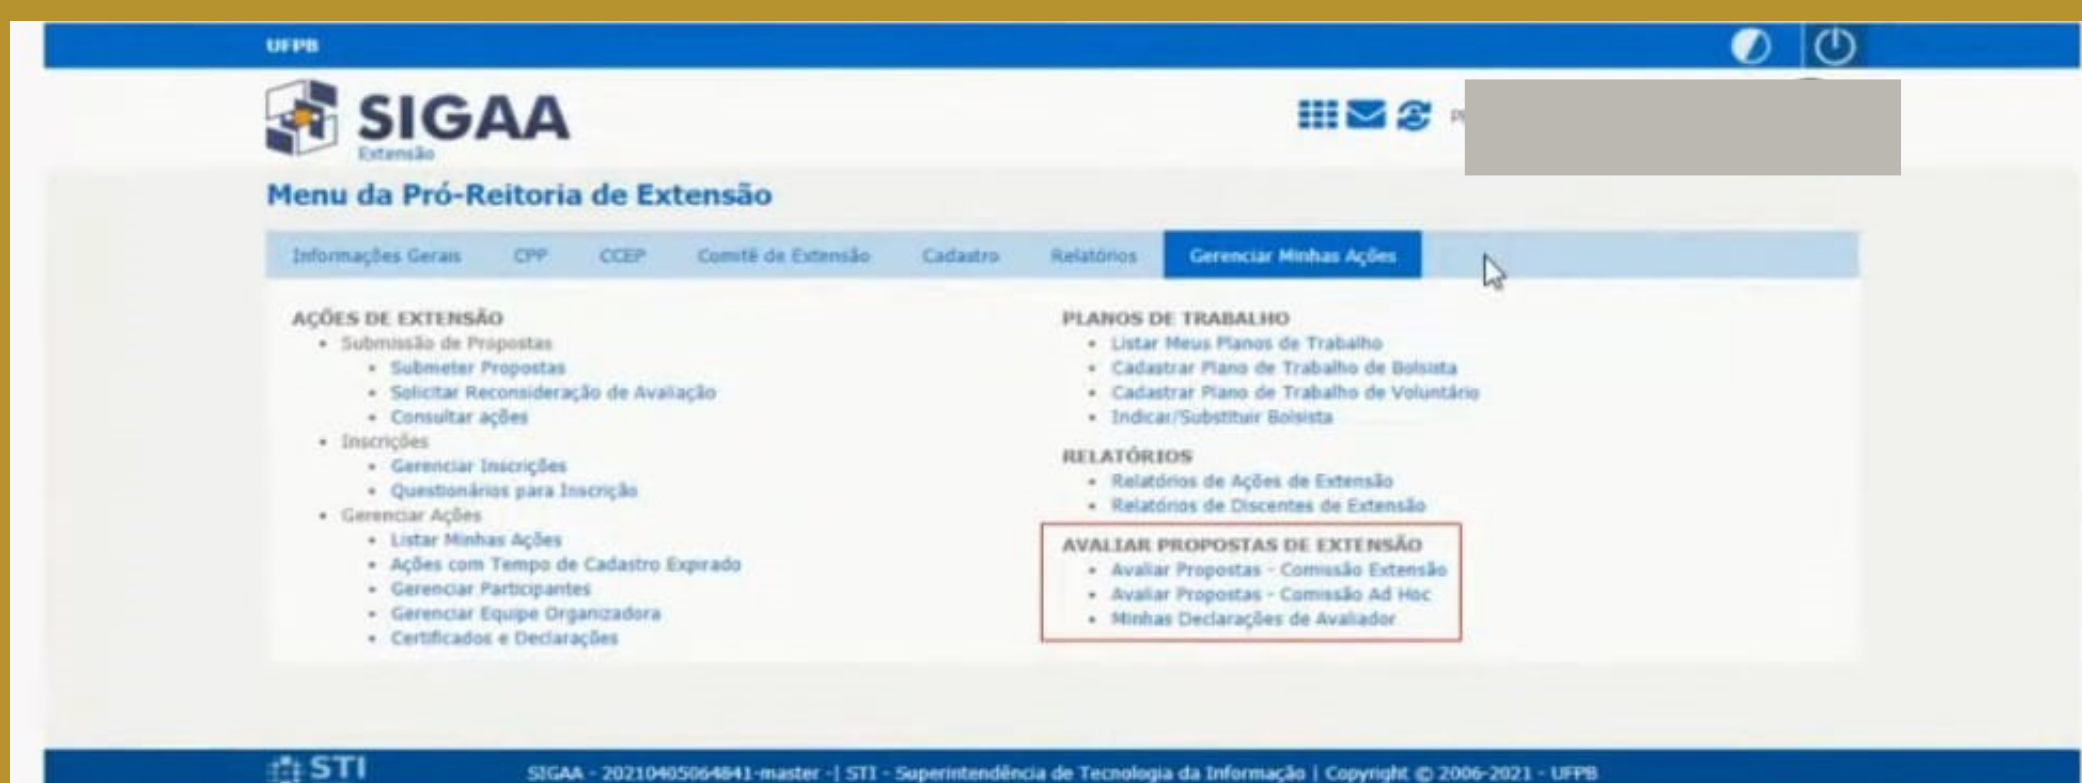 UFPB
SIGAA
Extensão
Menu da Pró-Reitoria de Extensão
Informações Gerais CPP CCEP Comitê de Extensão Cadastro Relatórios Gerenciar Minhas Ações
AÇÕES DE EXTENSÃO
• Submissão de Propostas
• Submeter Propostas
• Solicitar Reconsideração de Avaliação
• Consultar ações
• Inscrições
• Gerenciar Inscrições
• Questionários para Inscrição
• Gerenciar Ações
• Listar Minhas Ações
• Ações com Tempo de Cadastro Expirado
• Gerenciar Participantes
• Gerenciar Equipe Organizadora
• Certificados e Declarações
PLANOS DE TRABALHO
• Listar Meus Planos de Trabalho
• Cadastrar Plano de Trabalho de Bolsista
• Cadastrar Plano de Trabalho de Voluntário
• Indicar/Substituir Bolsista
RELATÓRIOS
• Relatórios de Ações de Extensão
• Relatórios de Discentes de Extensão
AVALIAR PROPOSTAS DE EXTENSÃO
• Avaliar Propostas - Comissão Extensão
• Avaliar Propostas - Comissão Ad Hoc
• Minhas Declarações de Avaliador
STI
SIGAA - 20210405064841-master -| STI - Superintendência de Tecnologia da Informação | Copyright © 2006-2021 - UFPB